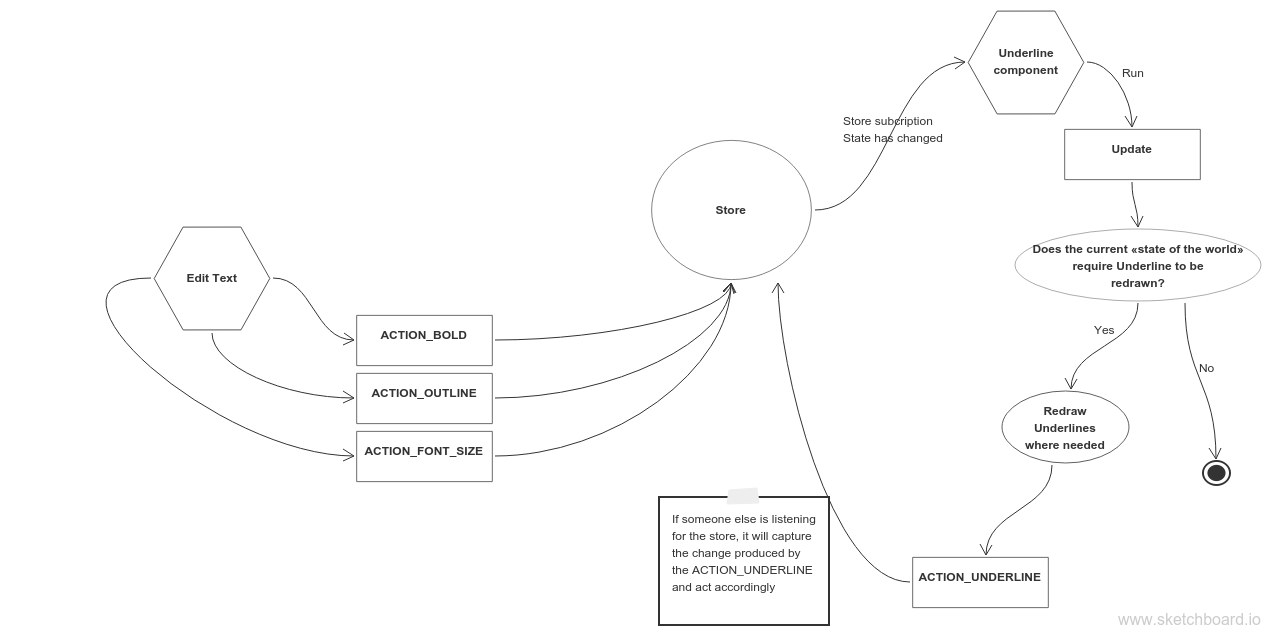 Underline
component
Run
Store subcription
State has changed
Update
Store
Does the current «state of the world»
require Underline to be
redrawn?
Edit Text
Yes
No
ACTION_BOLD
ACTION_OUTLINE
ACTION_FONT_SIZE
Redraw
Underlines
where needed
If someone else is listening
for the store, it will capture
the change produced by
the ACTION_UNDERLINE
and act accordingly
ACTION_UNDERLINE
www.sketchboard.io